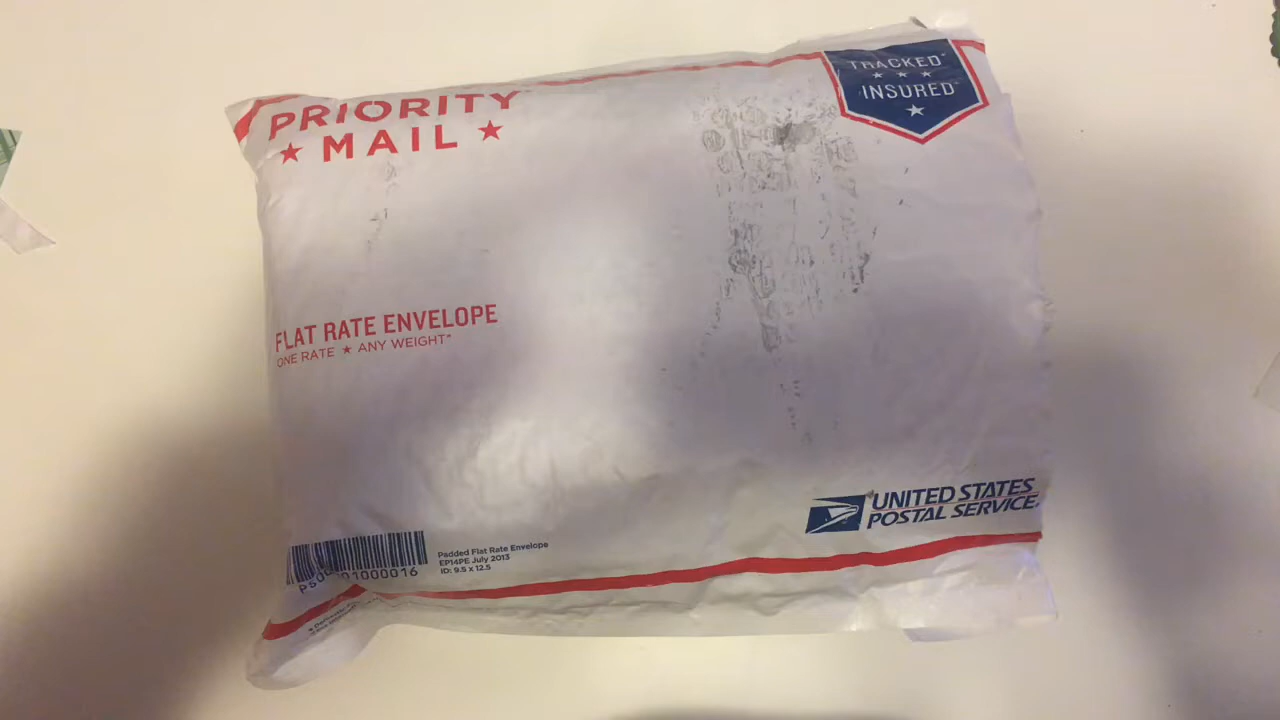 PRIORITY
★ MAIL ★
TRACKED
★ ★ ★
INSURED
★
FLAT RATE ENVELOPE
ONE RATE ★ ANY WEIGHT*
UNITED STATES
POSTAL SERVICE
Padded Flat Rate Envelope
EP14PE July 2013
ID: 9.5 x 12.5